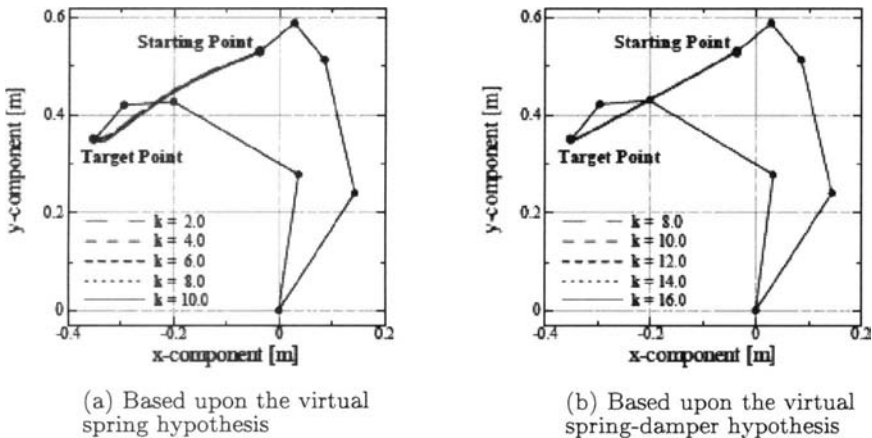 0.6
Starting Point
0.4
Target Point
0.2
k = 2.0
k = 4.0
k = 6.0
k = 8.0
k = 10.0
0
-0.4
-0.2
0
0.2
x-component [m]
y-component [m]
(a) Based upon the virtual
spring hypothesis
0.6
Starting Point
0.4
Target Point
0.2
k = 8.0
k = 10.0
k = 12.0
k = 14.0
k = 16.0
0
-0.4
-0.2
0
0.2
x-component [m]
y-component [m]
(b) Based upon the virtual
spring-damper hypothesis